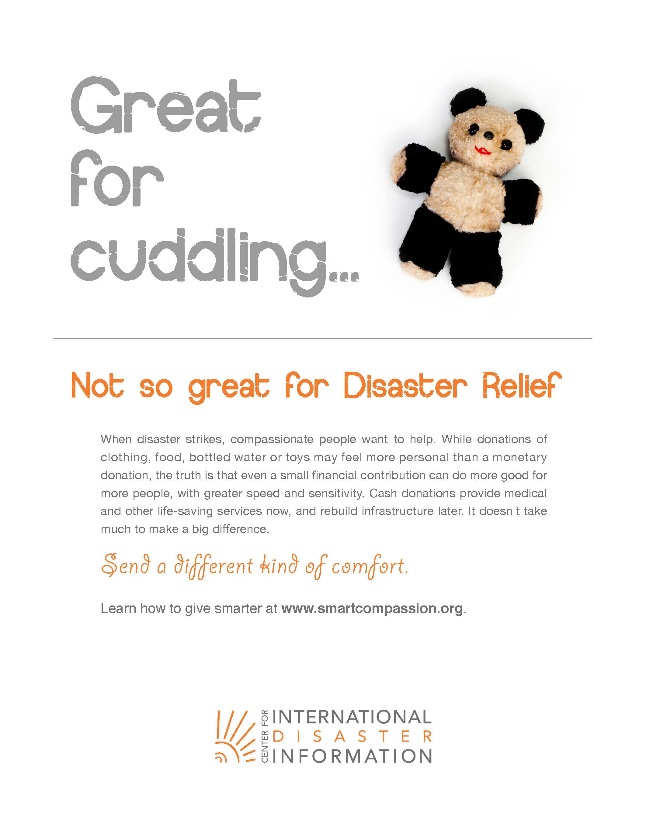 Great
for
cuddling...
Not so great for Disaster Relief
When disaster strikes, compassionate people want to help. While donations of
clothing, food, bottled water or toys may feel more personal than a monetary
donation, the truth is that even a small financial contribution can do more good for
more people, with greater speed and sensitivity. Cash donations provide medical
and other life-saving services now, and rebuild infrastructure later. It doesn t take
much to make a big difference.
Send a different kind of comfort.
Learn how to give smarter at www.smartcompassion.org.
CENTER FOR
INTERNATIONAL
DISASTER
INFORMATION